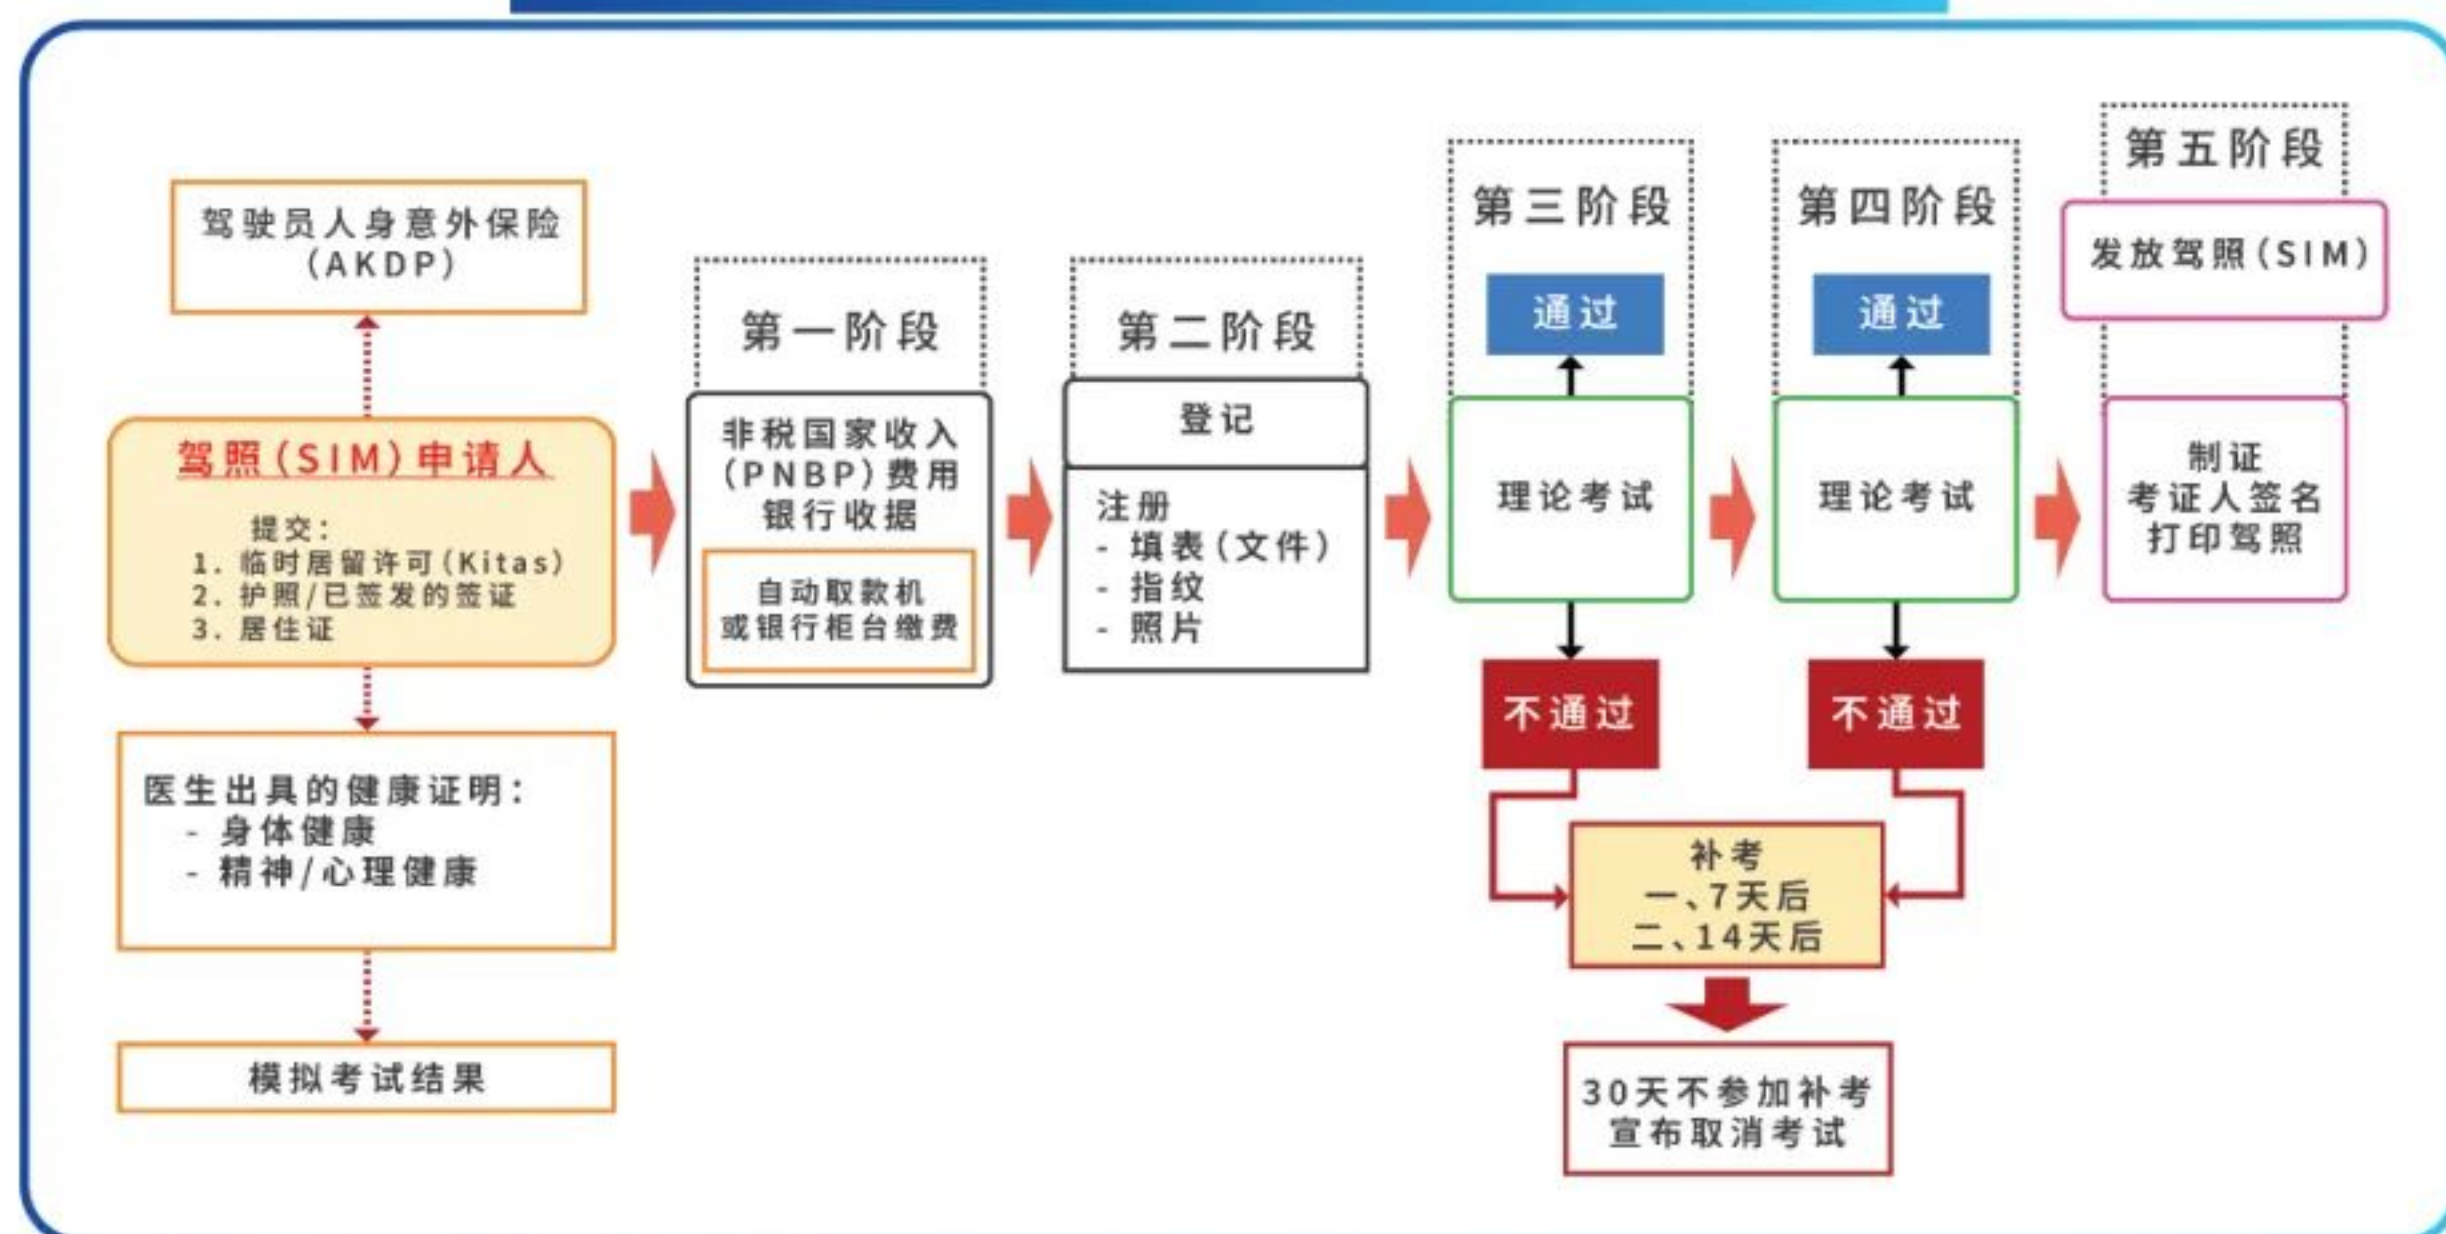 驾驶员人身意外保险
(AKDP)
驾照(SIM)申请人
提交：
1. 临时居留许可(Kitas)
2. 护照/已签发的签证
3. 居住证
医生出具的健康证明：
- 身体健康
- 精神/心理健康
模拟考试结果
第一阶段
非税国家收入
(PNBP)费用
银行收据
自动取款机
或银行柜台缴费
第二阶段
登记
注册
- 填表(文件)
- 指纹
- 照片
第三阶段
通过
理论考试
不通过
第四阶段
通过
理论考试
不通过
补考
一、7天后
二、14天后
30天不参加补考
宣布取消考试
第五阶段
发放驾照(SIM)
制证
考证人签名
打印驾照